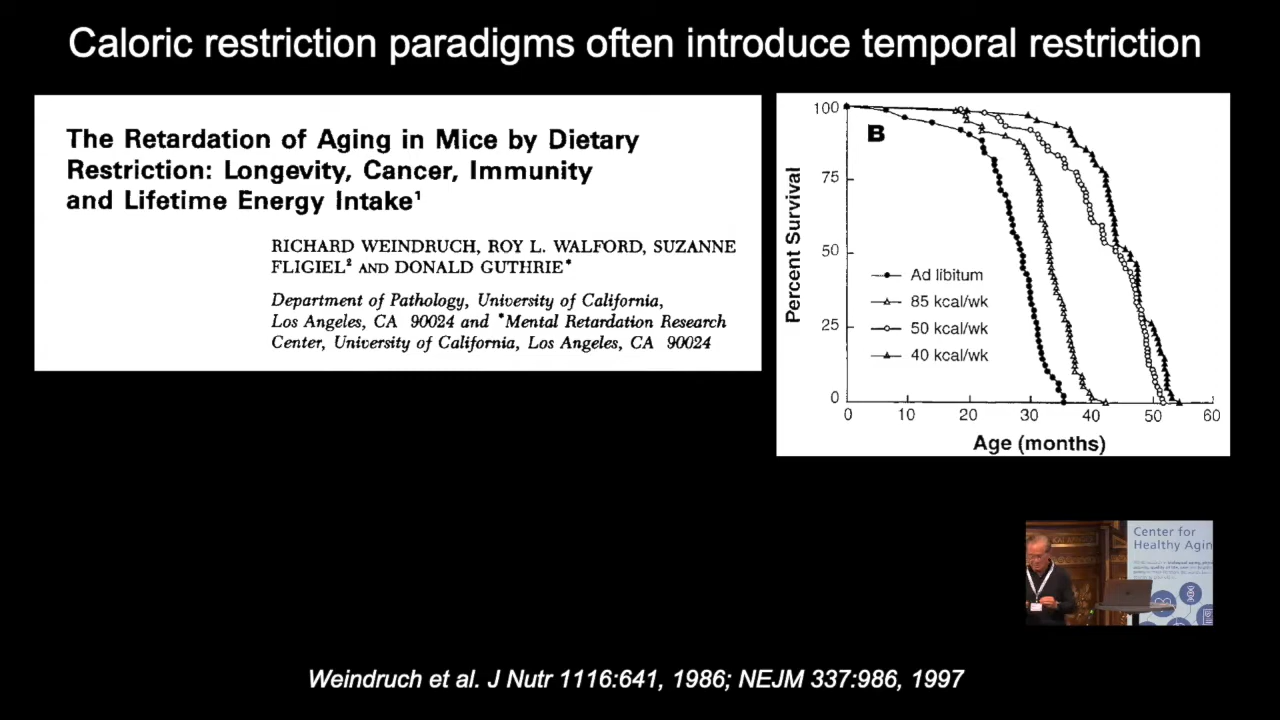 Caloric restriction paradigms often introduce temporal restriction
The Retardation of Aging in Mice by Dietary
Restriction: Longevity, Cancer, Immunity
and Lifetime Energy Intake¹
RICHARD WEINDRUCH, ROY L. WALFORD, SUZANNE
FLIGIEL² AND DONALD GUTHRIE*
Department of Pathology, University of California,
Los Angeles, CA 90024 and *Mental Retardation Research
Center, University of California, Los Angeles, CA 90024
B
Percent Survival
100
75
50
25
0
Ad libitum
85 kcal/wk
50 kcal/wk
40 kcal/wk
0 10 20 30 40 50 60
Age (months)
Center for
Healthy Agin
Weindruch et al. J Nutr 1116:641, 1986; NEJM 337:986, 1997